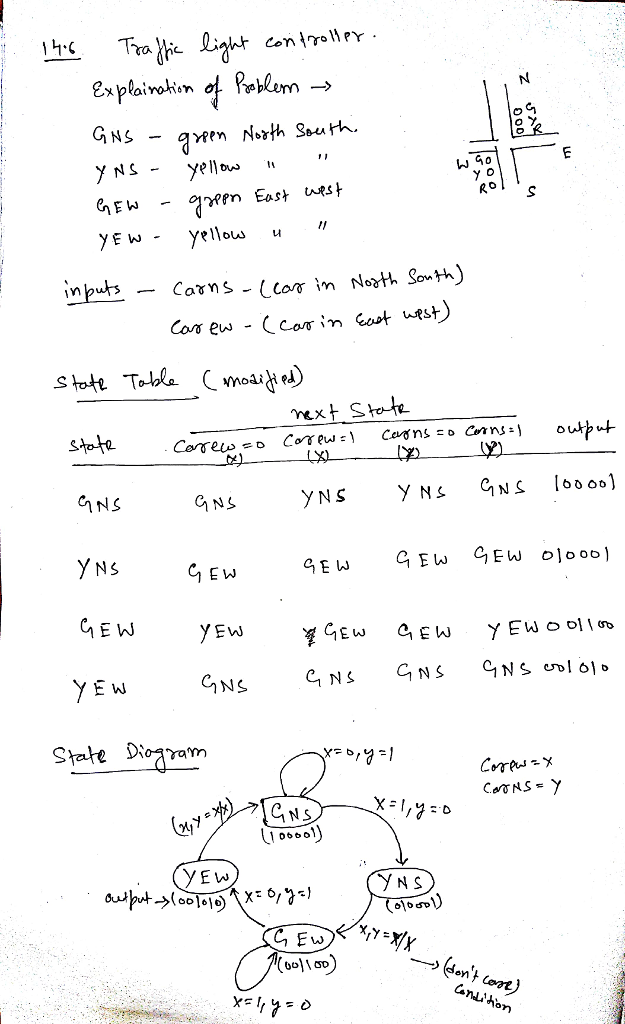 14.6 Traffic light controller.
Explaination of Problem →
GNS - green North South.
YNS - yellow " "
GEW - green East west
YEW - yellow " "
N
O G
O Y
O R
E
W G O
Y O
R O
S
inputs — Carns - (car in North South)
Carew - (car in East west)
State Table (modified)
next State
State Carew=0 Carew=1 Carns=0 Carns=1 output
(X) (X) (Y) (Y)
GNS GNS YNS YNS GNS 100001
YNS GEW GEW GEW GEW 010001
GEW YEW GEW GEW YEW 001100
YEW GNS GNS GNS GNS 001010
State Diagram
X=0, y=1
Carew=X
CarNS=Y
(x,y=X/X)
GNS
(100001)
X=1, y=0
YEW
output → (001010)
X=0, y=1
YNS
(010001)
GEW
(001100)
X,Y=X/X
→ (don't care)
Condition
X=1, y=0